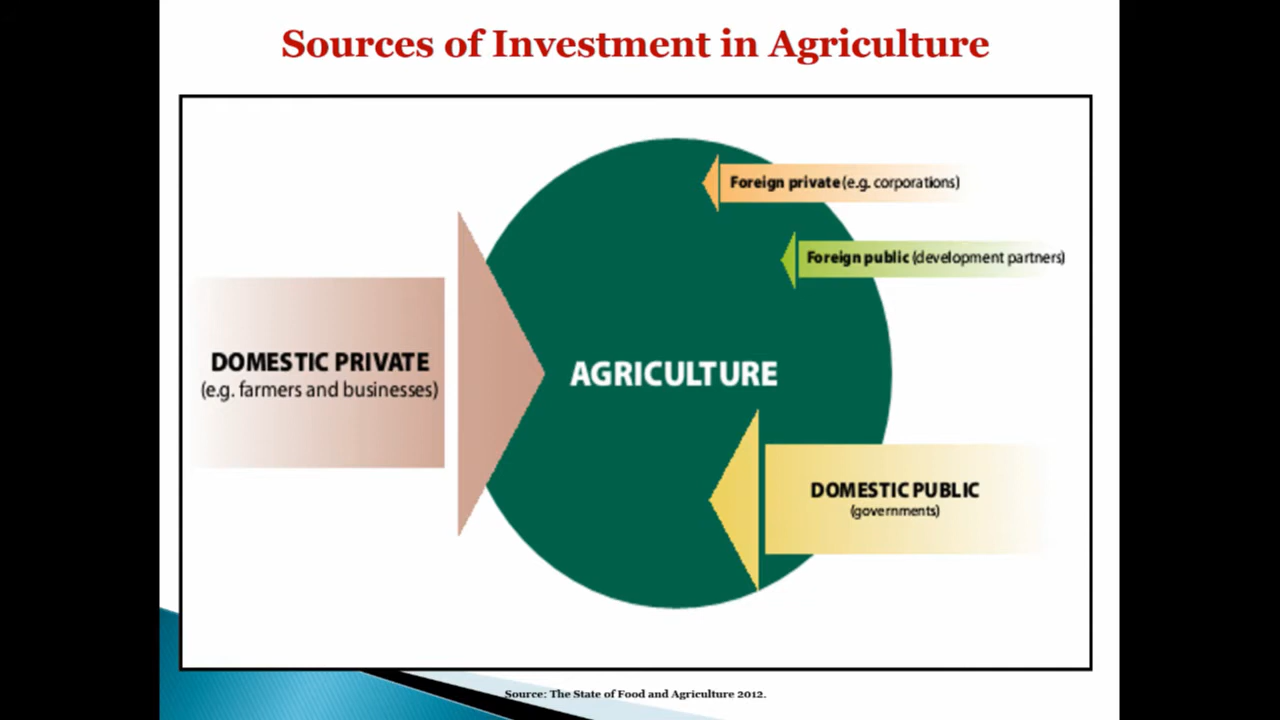 Sources of Investment in Agriculture
Foreign private (e.g. corporations)
Foreign public (development partners)
DOMESTIC PRIVATE
(e.g. farmers and businesses)
AGRICULTURE
DOMESTIC PUBLIC
(governments)
Source: The State of Food and Agriculture 2012.